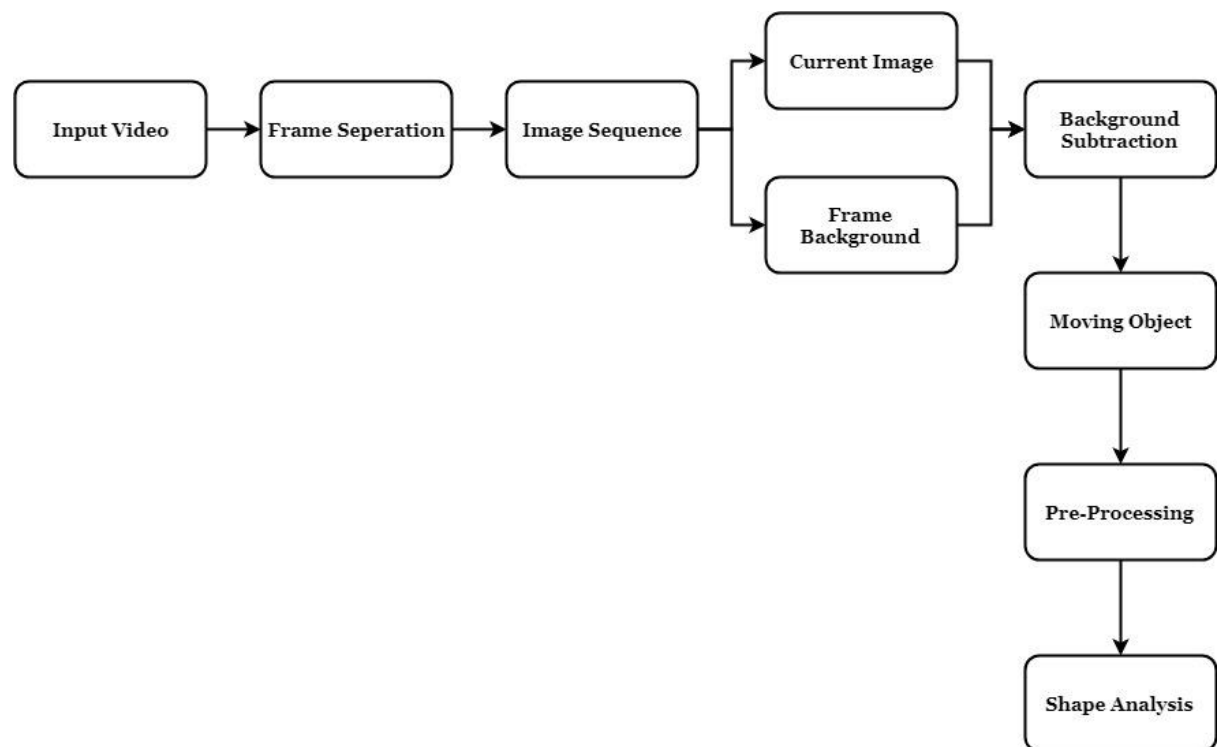 Input Video
Frame Seperation
Image Sequence
Current Image
Frame
Background
Background
Subtraction
Moving Object
Pre-Processing
Shape Analysis